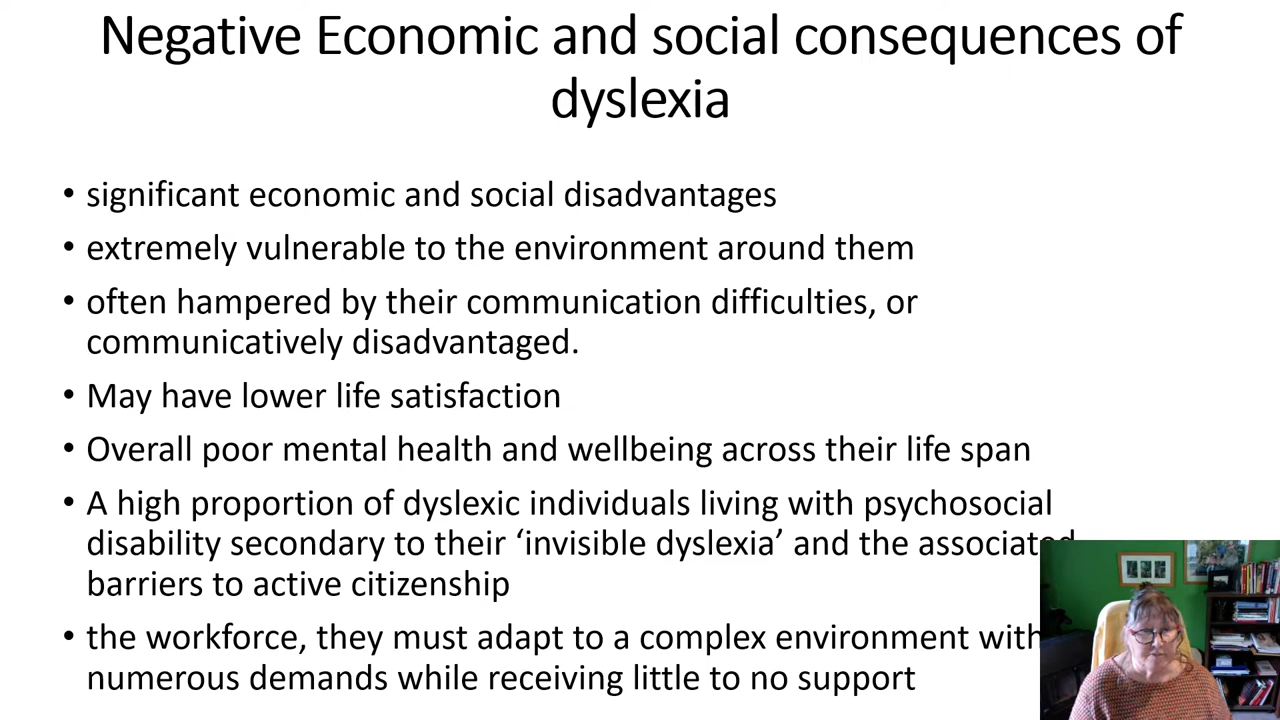 Negative Economic and social consequences of
dyslexia
• significant economic and social disadvantages
• extremely vulnerable to the environment around them
• often hampered by their communication difficulties, or
communicatively disadvantaged.
• May have lower life satisfaction
• Overall poor mental health and wellbeing across their life span
• A high proportion of dyslexic individuals living with psychosocial
disability secondary to their ‘invisible dyslexia’ and the associated
barriers to active citizenship
• the workforce, they must adapt to a complex environment with
numerous demands while receiving little to no support